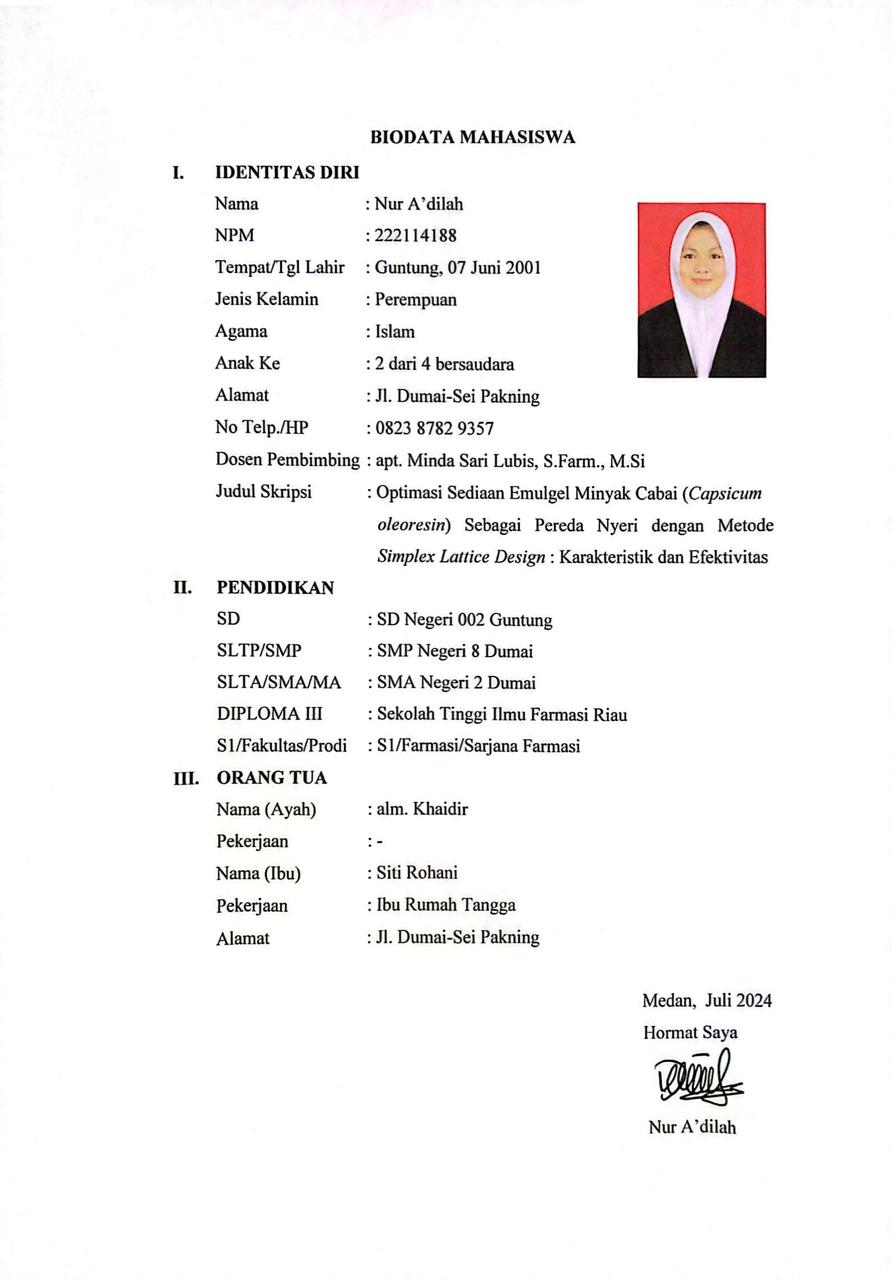 BIODATA MAHASISWA
I. IDENTITAS DIRI
Nama : Nur A’dilah
NPM : 222114188
Tempat/Tgl Lahir : Guntung, 07 Juni 2001
Jenis Kelamin : Perempuan
Agama : Islam
Anak Ke : 2 dari 4 bersaudara
Alamat : Jl. Dumai-Sei Pakning
No Telp./HP : 0823 8782 9357
Dosen Pembimbing : apt. Minda Sari Lubis, S.Farm., M.Si
Judul Skripsi : Optimasi Sediaan Emulgel Minyak Cabai (Capsicum
oleoresin) Sebagai Pereda Nyeri dengan Metode
Simplex Lattice Design : Karakteristik dan Efektivitas
II. PENDIDIKAN
SD : SD Negeri 002 Guntung
SLTP/SMP : SMP Negeri 8 Dumai
SLTA/SMA/MA : SMA Negeri 2 Dumai
DIPLOMA III : Sekolah Tinggi Ilmu Farmasi Riau
S1/Fakultas/Prodi : S1/Farmasi/Sarjana Farmasi
III. ORANG TUA
Nama (Ayah) : alm. Khaidir
Pekerjaan : -
Nama (Ibu) : Siti Rohani
Pekerjaan : Ibu Rumah Tangga
Alamat : Jl. Dumai-Sei Pakning
Medan, Juli 2024
Hormat Saya
Nur A’dilah